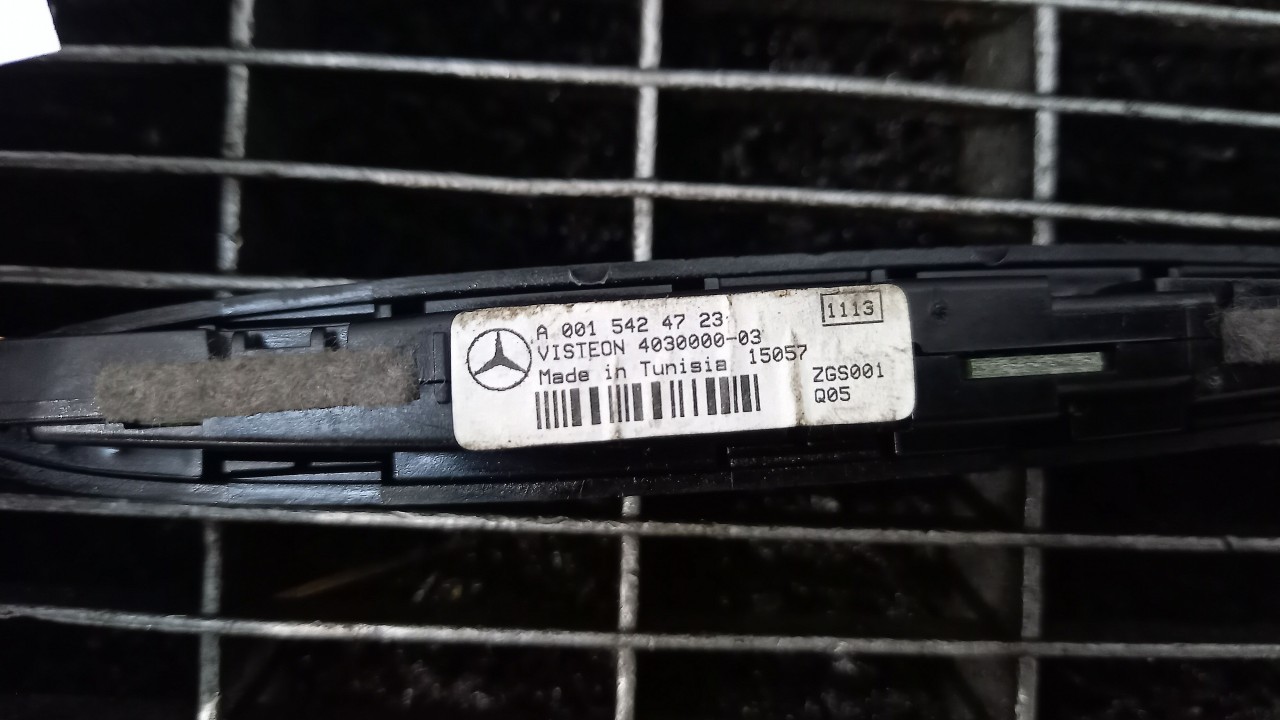 A 001 542 47 23
1113
VISTEON 4030000-03
Made in Tunisia 15057
ZGS001
Q05